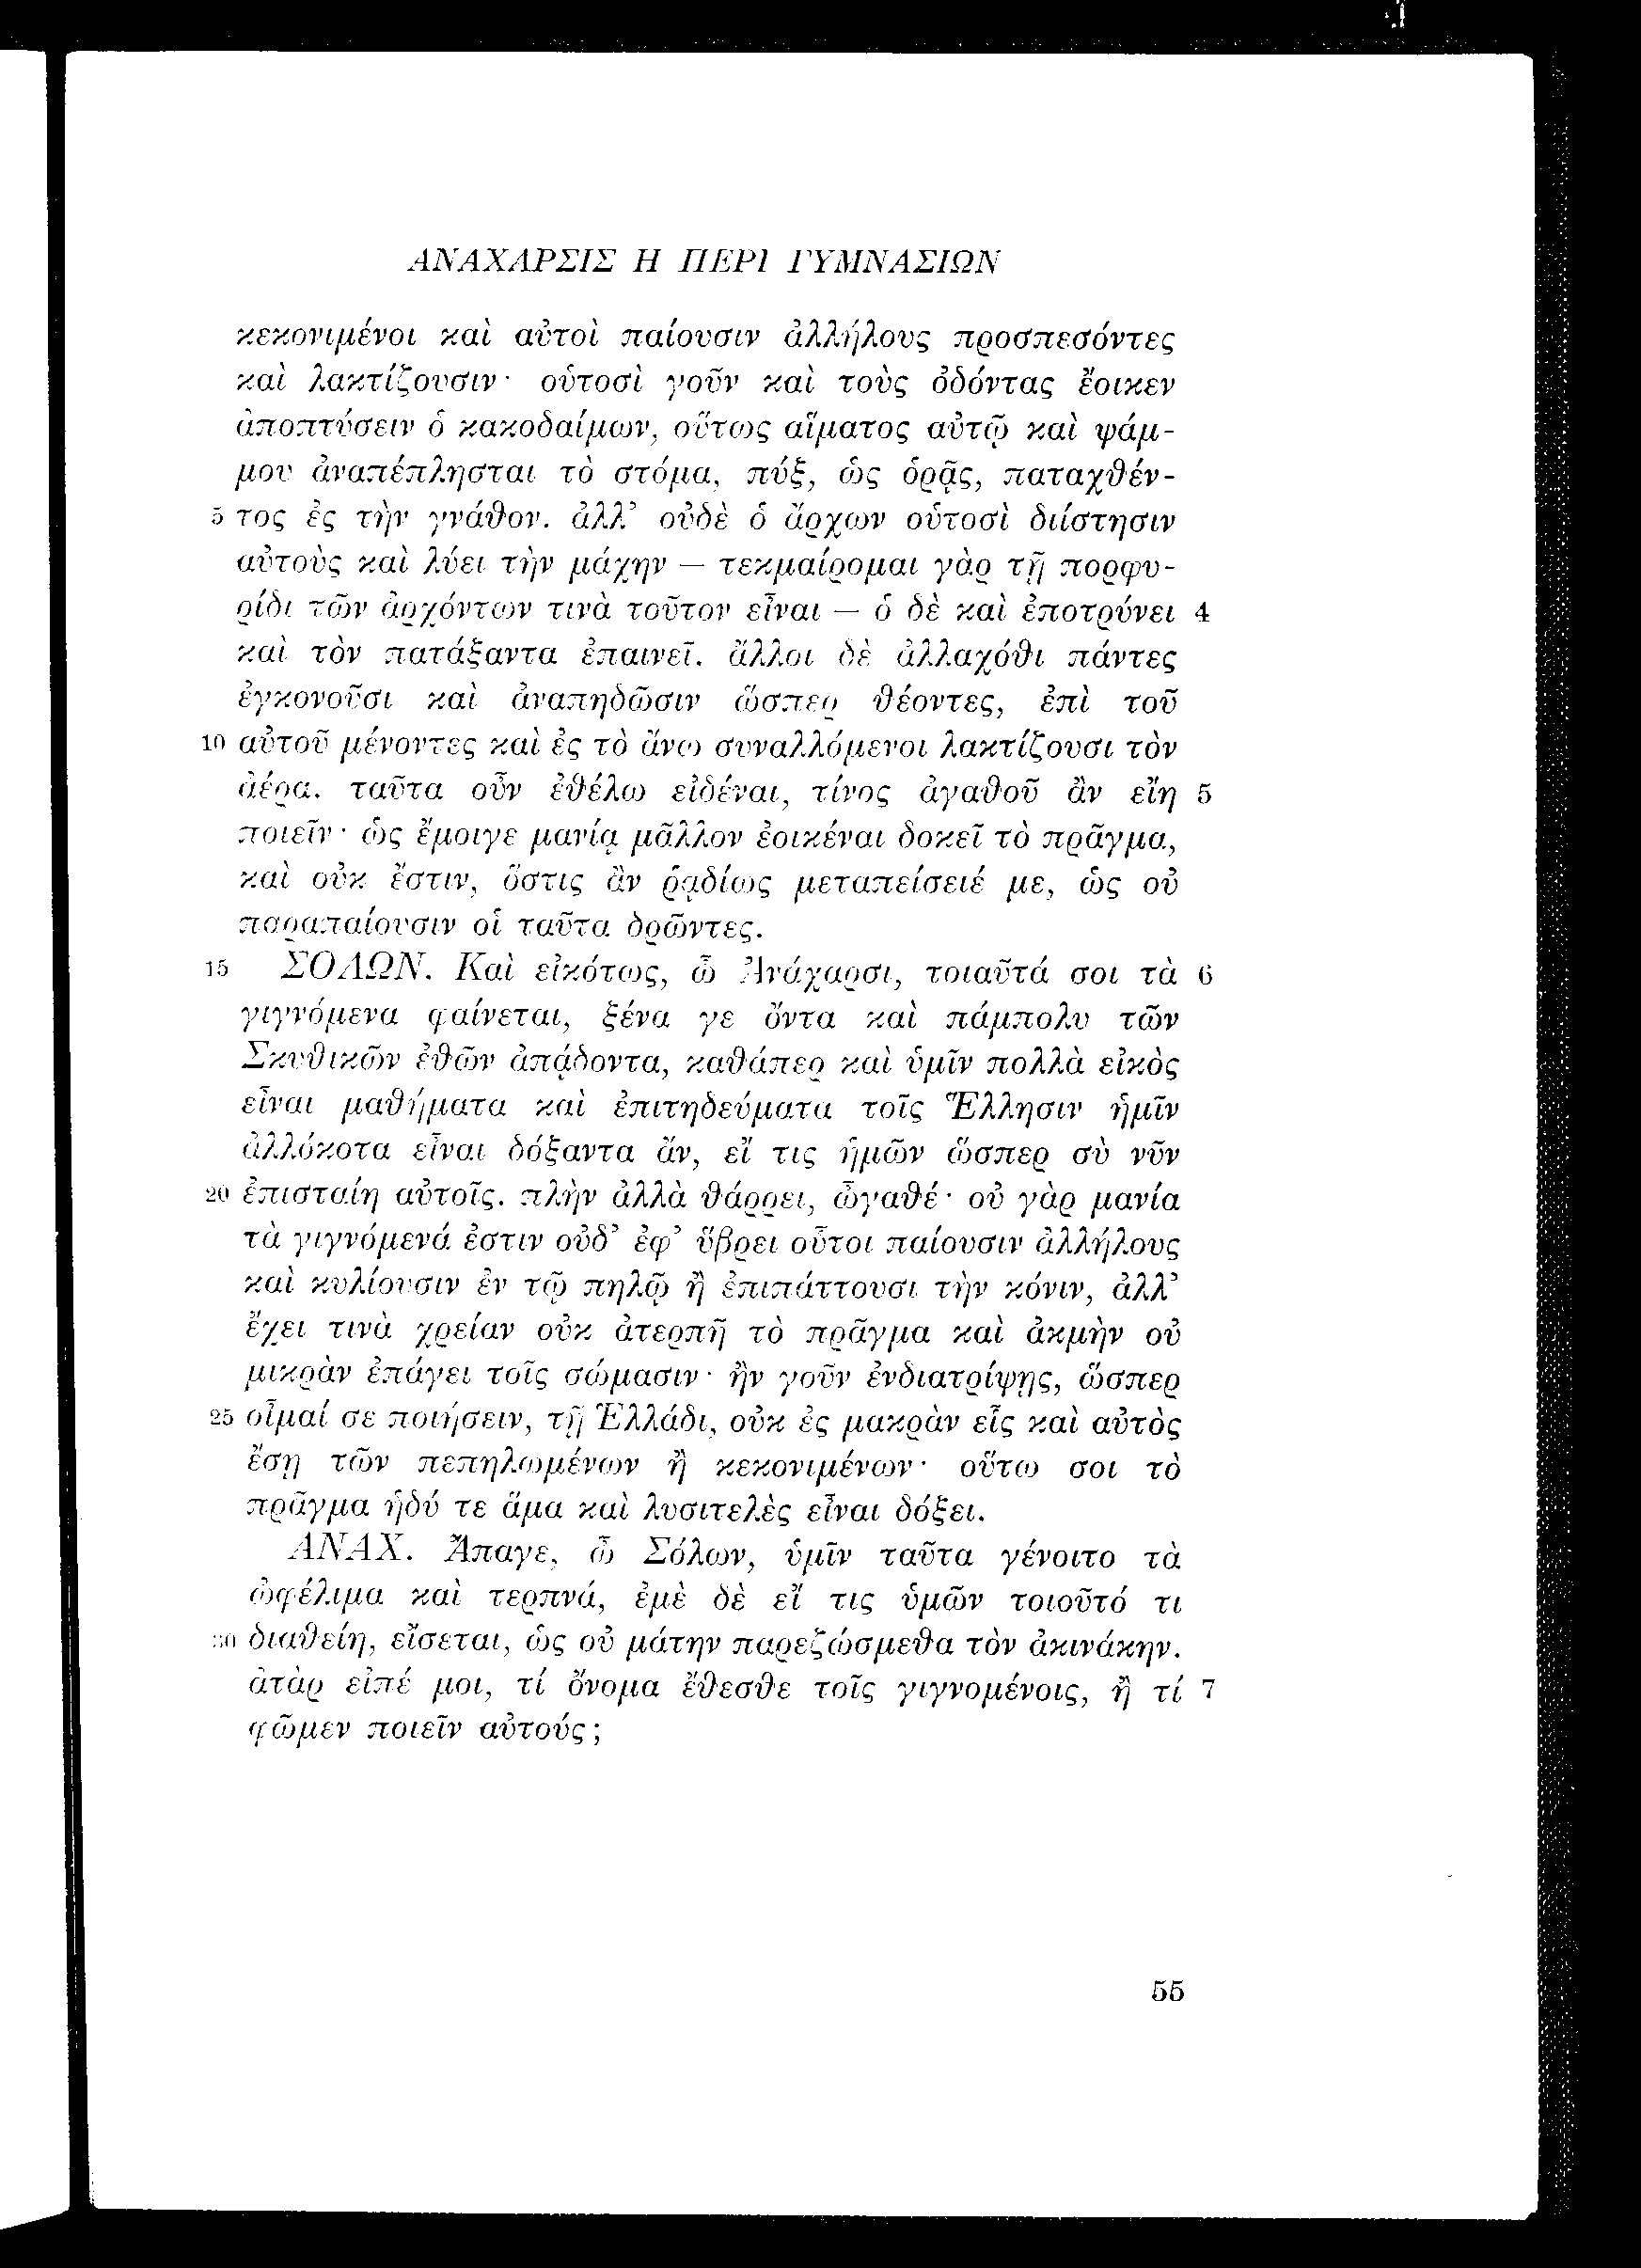 ΑΝΑΧΑΡΣΙΣ Η ΠΕΡΙ ΓΥΜΝΑΣΙΩΝ
κεκονιμένοι καὶ αὐτοὶ παίουσιν ἀλλήλους προσπεσόντες
καὶ λακτίζουσιν· οὑτοσὶ γοῦν καὶ τοὺς ὀδόντας ἔοικεν
ἀποπτύσειν ὁ κακοδαίμων, οὕτως αἵματος αὐτῷ καὶ ψάμ-
μου ἀναπέπλησται τὸ στόμα, πύξ, ὡς ὁρᾷς, παταχθέν-
5 τος ἐς τὴν γνάθον. ἀλλ’ οὐδὲ ὁ ἄρχων οὑτοσὶ διίστησιν
αὐτοὺς καὶ λύει τὴν μάχην – τεκμαίρομαι γὰρ τῇ πορφυ-
ρίδι τῶν ἀρχόντων τινὰ τοῦτον εἶναι – ὁ δὲ καὶ ἐποτρύνει 4
καὶ τὸν πατάξαντα ἐπαινεῖ. ἄλλοι δὲ ἀλλαχόθι πάντες
ἐγκονοῦσι καὶ ἀναπηδῶσιν ὥσπερ θέοντες, ἐπὶ τοῦ
10 αὐτοῦ μένοντες καὶ ἐς τὸ ἄνω συναλλόμενοι λακτίζουσι τὸν
ἀέρα. ταῦτα οὖν ἐθέλω εἰδέναι, τίνος ἀγαθοῦ ἂν εἴη 5
ποιεῖν· ὡς ἔμοιγε μανίᾳ μᾶλλον ἐοικέναι δοκεῖ τὸ πρᾶγμα,
καὶ οὐκ ἔστιν, ὅστις ἂν ῥᾳδίως μεταπείσειέ με, ὡς οὐ
παραπαίουσιν οἱ ταῦτα δρῶντες.
15 ΣΟΛΩΝ. Καὶ εἰκότως, ὦ Ἀνάχαρσι, τοιαῦτά σοι τὰ 6
γιγνόμενα φαίνεται, ξένα γε ὄντα καὶ πάμπολυ τῶν
Σκυθικῶν ἐθῶν ἀπᾴδοντα, καθάπερ καὶ ὑμῖν πολλὰ εἰκὸς
εἶναι μαθήματα καὶ ἐπιτηδεύματα τοῖς Ἕλλησιν ἡμῖν
ἀλλόκοτα εἶναι δόξαντα ἄν, εἴ τις ἡμῶν ὥσπερ σὺ νῦν
20 ἐπισταίη αὐτοῖς. πλὴν ἀλλὰ θάρρει, ὦγαθέ· οὐ γὰρ μανία
τὰ γιγνόμενά ἐστιν οὐδ’ ἐφ’ ὕβρει οὗτοι παίουσιν ἀλλήλους
καὶ κυλίουσιν ἐν τῷ πηλῷ ἢ ἐπιπάττουσι τὴν κόνιν, ἀλλ’
ἔχει τινὰ χρείαν οὐκ ἀτερπῆ τὸ πρᾶγμα καὶ ἀκμὴν οὐ
μικρὰν ἐπάγει τοῖς σώμασιν· ἢν γοῦν ἐνδιατρίψῃς, ὥσπερ
25 οἶμαί σε ποιήσειν, τῇ Ἑλλάδι, οὐκ ἐς μακρὰν εἷς καὶ αὐτὸς
ἔσῃ τῶν πεπηλωμένων ἢ κεκονιμένων· οὕτω σοι τὸ
πρᾶγμα ἡδύ τε ἅμα καὶ λυσιτελὲς εἶναι δόξει.
ΑΝΑΧ. Ἄπαγε, ὦ Σόλων, ὑμῖν ταῦτα γένοιτο τὰ
ὠφέλιμα καὶ τερπνά, ἐμὲ δὲ εἴ τις ὑμῶν τοιοῦτό τι
30 διαθείη, εἴσεται, ὡς οὐ μάτην παρεζώσμεθα τὸν ἀκινάκην.
ἀτὰρ εἰπέ μοι, τί ὄνομα ἔθεσθε τοῖς γιγνομένοις, ἢ τί 7
φῶμεν ποιεῖν αὐτούς;
55